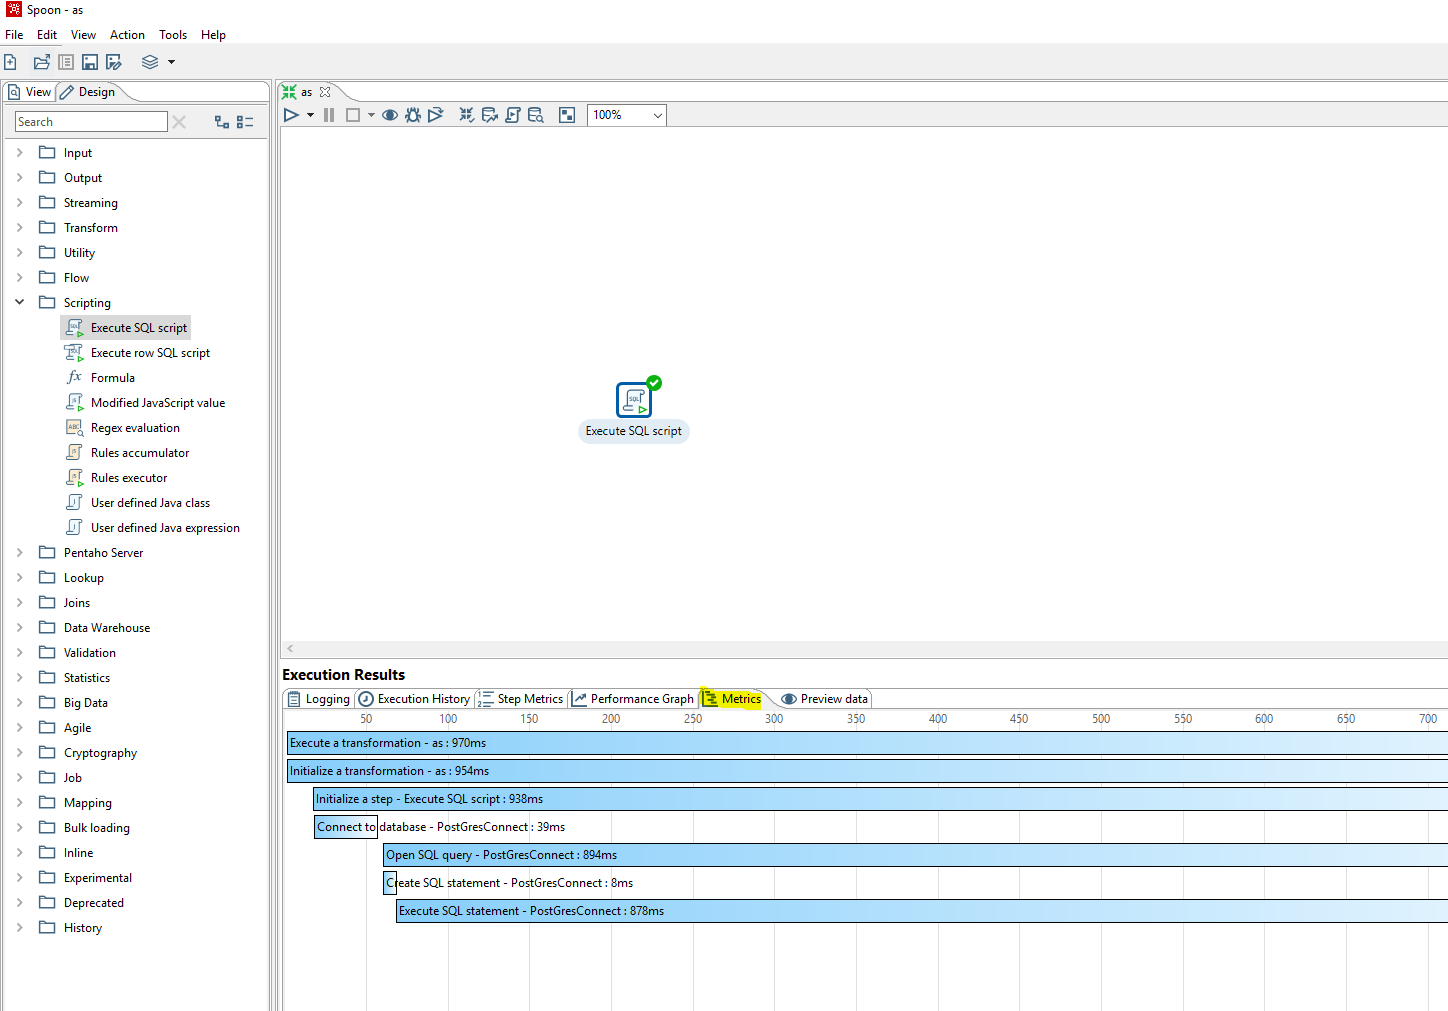 Spoon - as
File Edit View Action Tools Help
View Design
as
Search
100%
Input
Output
Streaming
Transform
Utility
Flow
Scripting
Execute SQL script
Execute row SQL script
Formula
Modified JavaScript value
Regex evaluation
Rules accumulator
Rules executor
User defined Java class
User defined Java expression
Pentaho Server
Lookup
Joins
Data Warehouse
Validation
Statistics
Big Data
Agile
Cryptography
Job
Mapping
Bulk loading
Inline
Experimental
Deprecated
History
SQL
Execute SQL script
Execution Results
Logging Execution History Step Metrics Performance Graph Metrics Preview data
50 100 150 200 250 300 350 400 450 500 550 600 650 700
Execute a transformation - as : 970ms
Initialize a transformation - as : 954ms
Initialize a step - Execute SQL script : 938ms
Connect to database - PostGresConnect : 39ms
Open SQL query - PostGresConnect : 894ms
Create SQL statement - PostGresConnect : 8ms
Execute SQL statement - PostGresConnect : 878ms